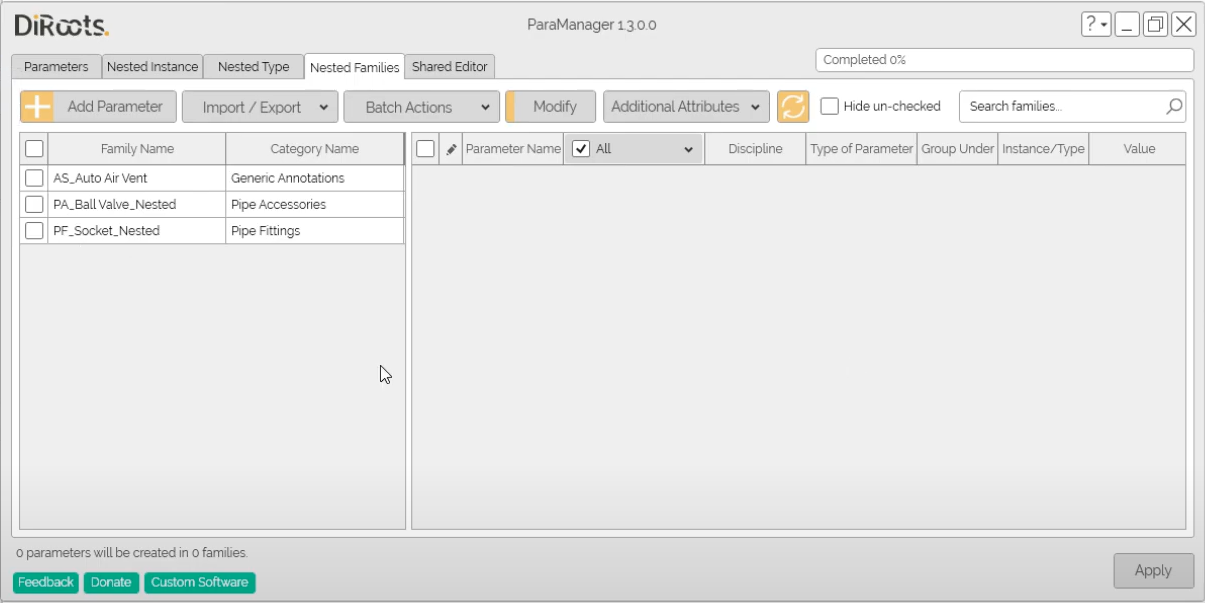 DiRoots.
ParaManager 1.3.0.0
?
Parameters
Nested Instance
Nested Type
Nested Families
Shared Editor
Completed 0%
Add Parameter
Import / Export
Batch Actions
Modify
Additional Attributes
Hide un-checked
Search families...
Family Name
Category Name
Parameter Name
All
Discipline
Type of Parameter
Group Under
Instance/Type
Value
AS_Auto Air Vent
Generic Annotations
PA_Ball Valve_Nested
Pipe Accessories
PF_Socket_Nested
Pipe Fittings
0 parameters will be created in 0 families.
Feedback
Donate
Custom Software
Apply